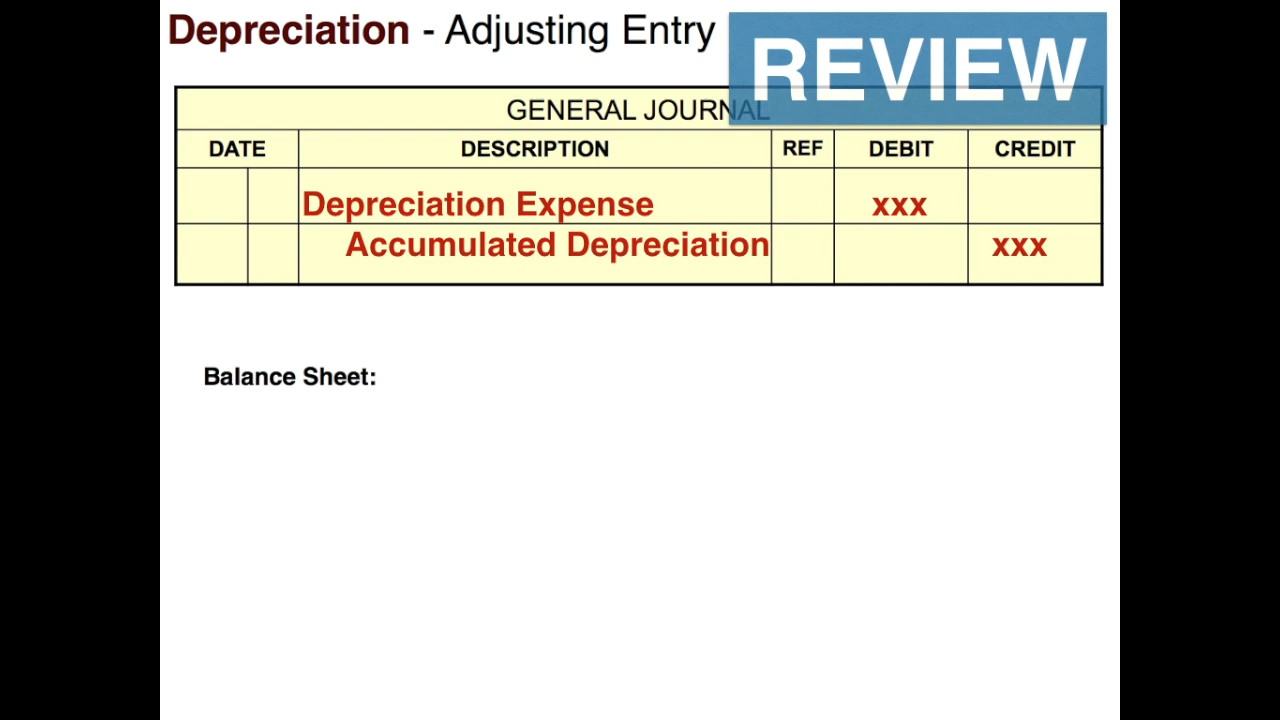 Depreciation - Adjusting Entry
REVIEW
GENERAL JOURNAL
DATE DESCRIPTION REF DEBIT CREDIT
Depreciation Expense xxx
Accumulated Depreciation xxx
Balance Sheet: